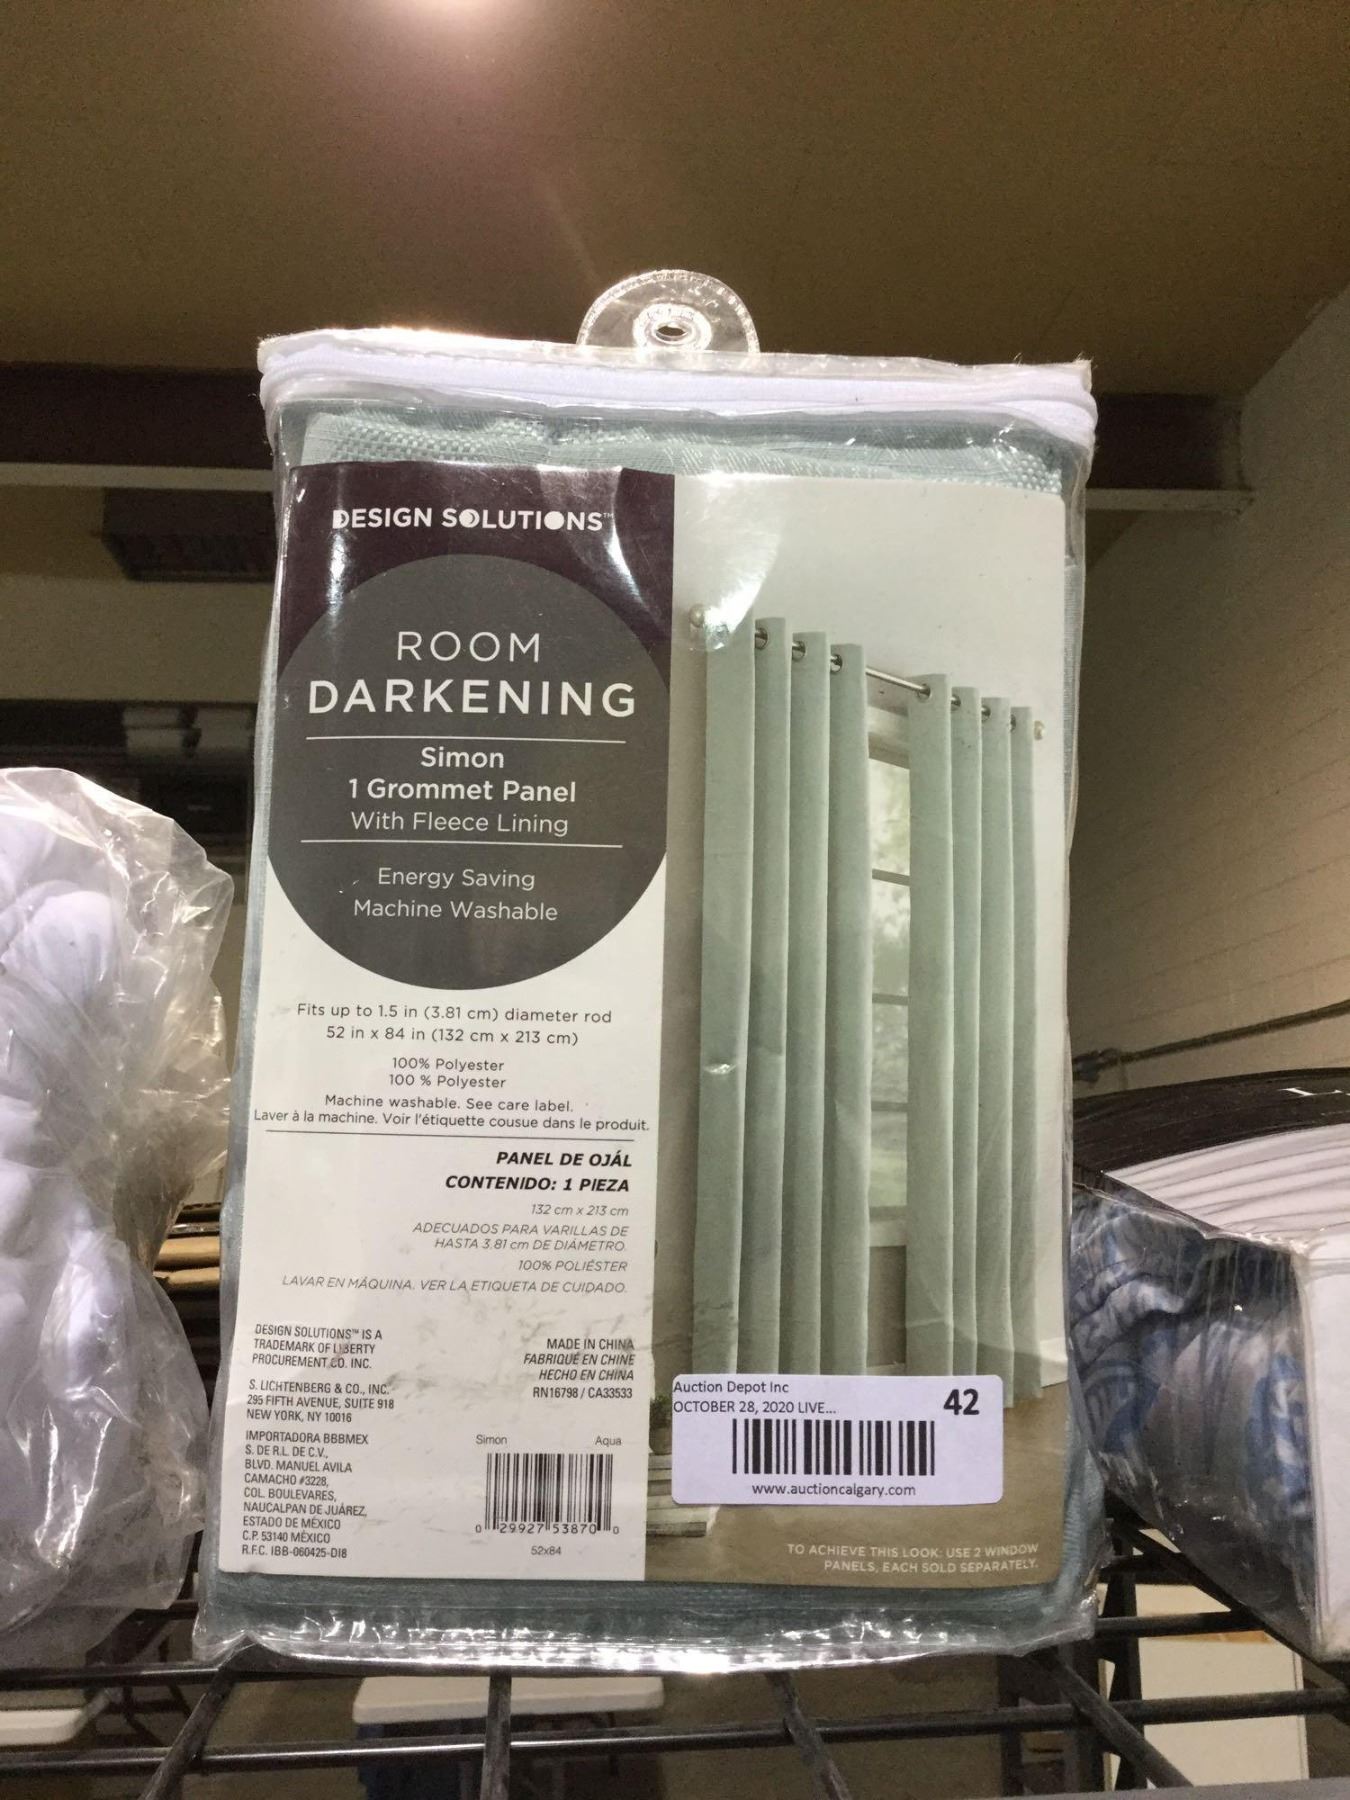 DESIGN SOLUTIONS™
ROOM
DARKENING
Simon
1 Grommet Panel
With Fleece Lining
Energy Saving
Machine Washable
Fits up to 1.5 in (3.81 cm) diameter rod
52 in x 84 in (132 cm x 213 cm)
100% Polyester
100 % Polyester
Machine washable. See care label.
Laver à la machine. Voir l'étiquette cousue dans le produit.
PANEL DE OJÁL
CONTENIDO: 1 PIEZA
132 cm x 213 cm
ADECUADOS PARA VARILLAS DE
HASTA 3.81 cm DE DIÁMETRO.
100% POLIÉSTER
LAVAR EN MÁQUINA. VER LA ETIQUETA DE CUIDADO.
DESIGN SOLUTIONS™ IS A
TRADEMARK OF LIBERTY
PROCUREMENT CO. INC.
S. LICHTENBERG & CO., INC.
295 FIFTH AVENUE, SUITE 918
NEW YORK, NY 10016
IMPORTADORA BBBMEX
S. DE R.L. DE C.V.,
BLVD. MANUEL AVILA
CAMACHO #3228,
COL. BOULEVARES,
NAUCALPAN DE JUÁREZ,
ESTADO DE MÉXICO
C.P. 53140 MÉXICO
R.F.C. IBB-060425-DI8
MADE IN CHINA
FABRIQUÉ EN CHINE
HECHO EN CHINA
RN16798 / CA33533
Simon Aqua
0 29927 53870 0
52x84
Auction Depot Inc
OCTOBER 28, 2020 LIVE...
42
www.auctioncalgary.com
TO ACHIEVE THIS LOOK: USE 2 WINDOW
PANELS, EACH SOLD SEPARATELY.